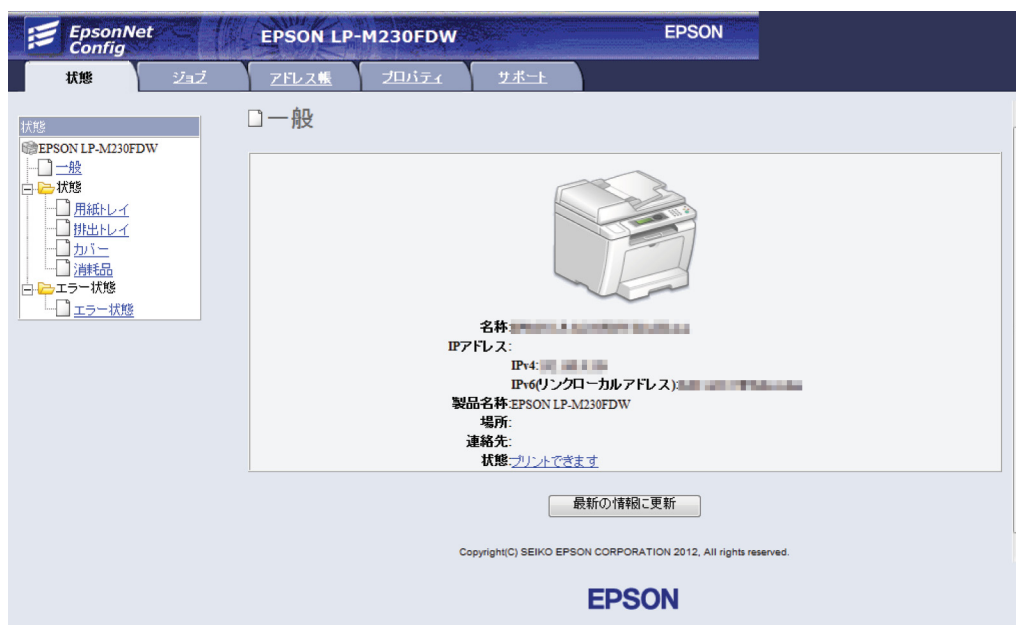 EpsonNet
Config
EPSON LP-M230FDW
EPSON
状態 ジョブ アドレス帳 プロパティ サポート
一般
状態
EPSON LP-M230FDW
一般
状態
用紙トレイ
排出トレイ
カバー
消耗品
エラー状態
エラー状態
名称:
IPアドレス:
IPv4:
IPv6(リンクローカルアドレス):
製品名称:EPSON LP-M230FDW
場所:
連絡先:
状態:プリントできます
最新の情報に更新
Copyright(C) SEIKO EPSON CORPORATION 2012, All rights reserved.
EPSON